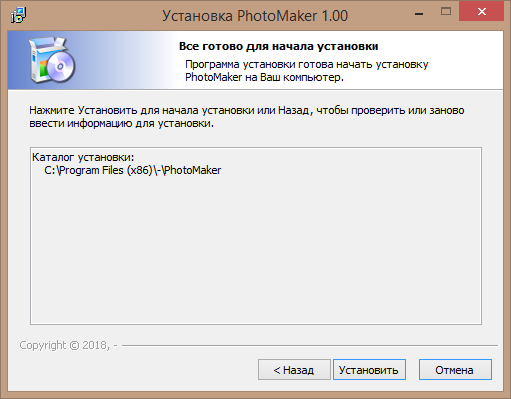 Установка PhotoMaker 1.00
Все готово для начала установки
Программа установки готова начать установку
PhotoMaker на Ваш компьютер.
Нажмите Установить для начала установки или Назад, чтобы проверить или заново
ввести информацию для установки.
Каталог установки:
C:\Program Files (x86)\-\PhotoMaker
Copyright © 2018, -
< Назад
Установить
Отмена